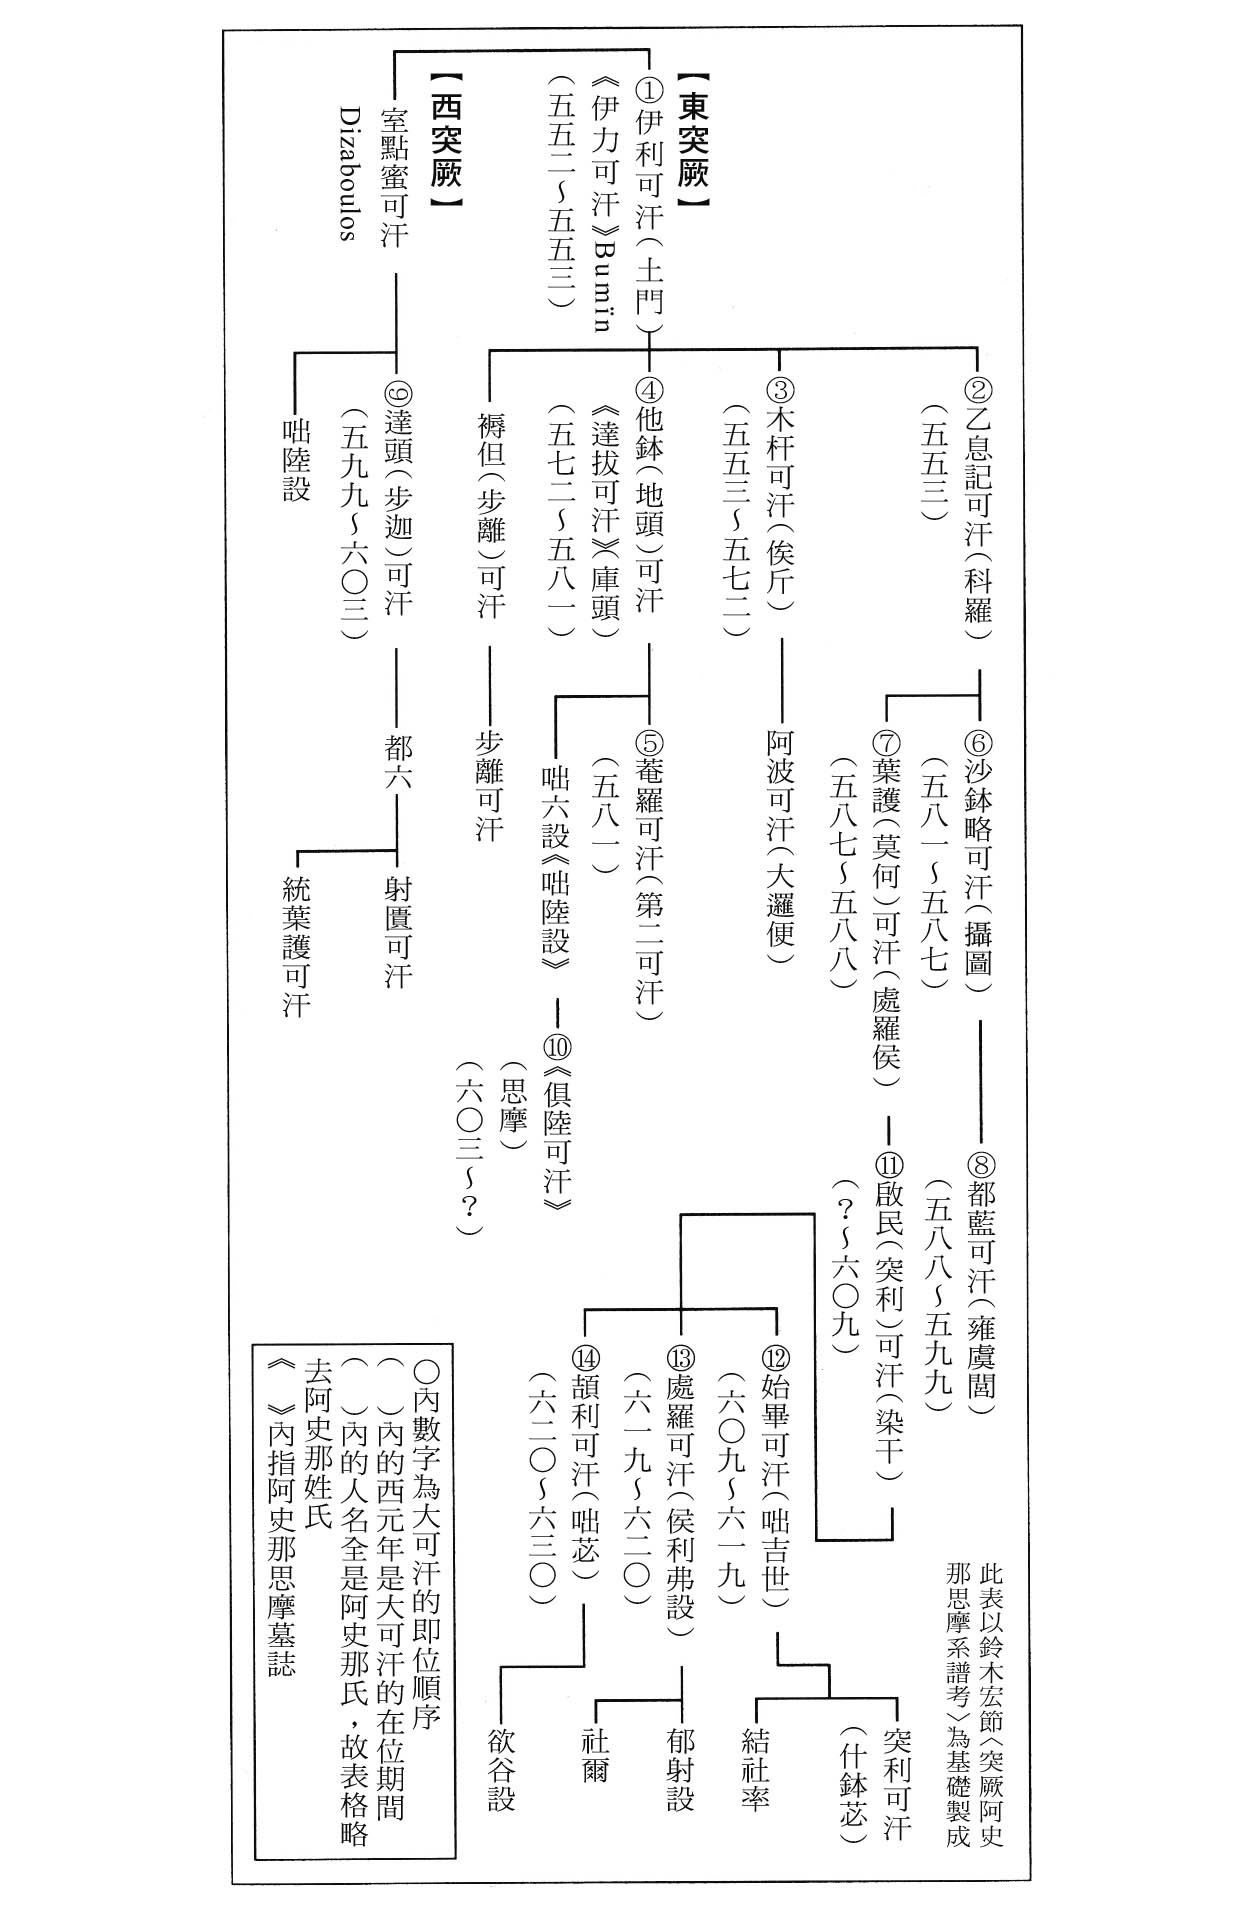 【東突厥】
①伊利可汗（土門）
《伊力可汗》Bumïn
（五五二～五五三）
【西突厥】
室點蜜可汗
Dizaboulos
②乙息記可汗（科羅）
（五五三）
③木杆可汗（俟斤）
（五五三～五七二）
④他鉢（地頭）可汗
《達拔可汗》（庫頭）
（五七二～五八一）
褥但（步離）可汗
⑨達頭（步迦）可汗
（五九九～六〇三）
咄陸設
⑥沙鉢略可汗（攝圖）
（五八一～五八七）
⑦葉護（莫何）可汗（處羅侯）
（五八七～五八八）
阿波可汗（大邏便）
⑤菴羅可汗（第二可汗）
（五八一）
咄六設《咄陸設》
步離可汗
都六
射匱可汗
統葉護可汗
⑧都藍可汗（雍虞閭）
（五八八～五九九）
⑪啟民（突利）可汗（染干）
（？～六〇九）
⑩《俱陸可汗》
（思摩）
（六〇三～？）
⑫始畢可汗（咄吉世）
（六〇九～六一九）
⑬處羅可汗（侯利弗設）
（六一九～六二〇）
⑭頡利可汗（咄苾）
（六二〇～六三〇）
突利可汗
（什鉢苾）
結社率
郁射設
社爾
欲谷設
此表以鈴木宏節〈突厥阿史
那思摩系譜考〉為基礎製成
〇內數字為大可汗的即位順序
（　）內的西元年是大可汗的在位期間
（　）內的人名全是阿史那氏，故表格略
去阿史那姓氏
《　》內指阿史那思摩墓誌